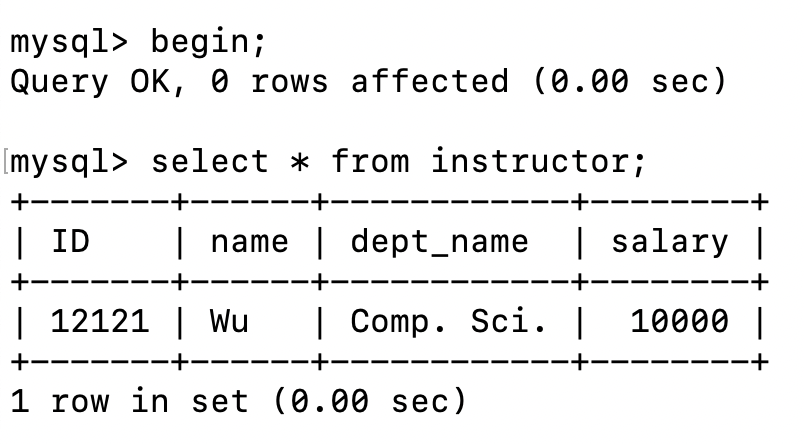 mysql> begin;
Query OK, 0 rows affected (0.00 sec)

[mysql> select * from instructor;
+-------+------+------------+--------+
| ID    | name | dept_name  | salary |
+-------+------+------------+--------+
| 12121 | Wu   | Comp. Sci. |  10000 |
+-------+------+------------+--------+
1 row in set (0.00 sec)